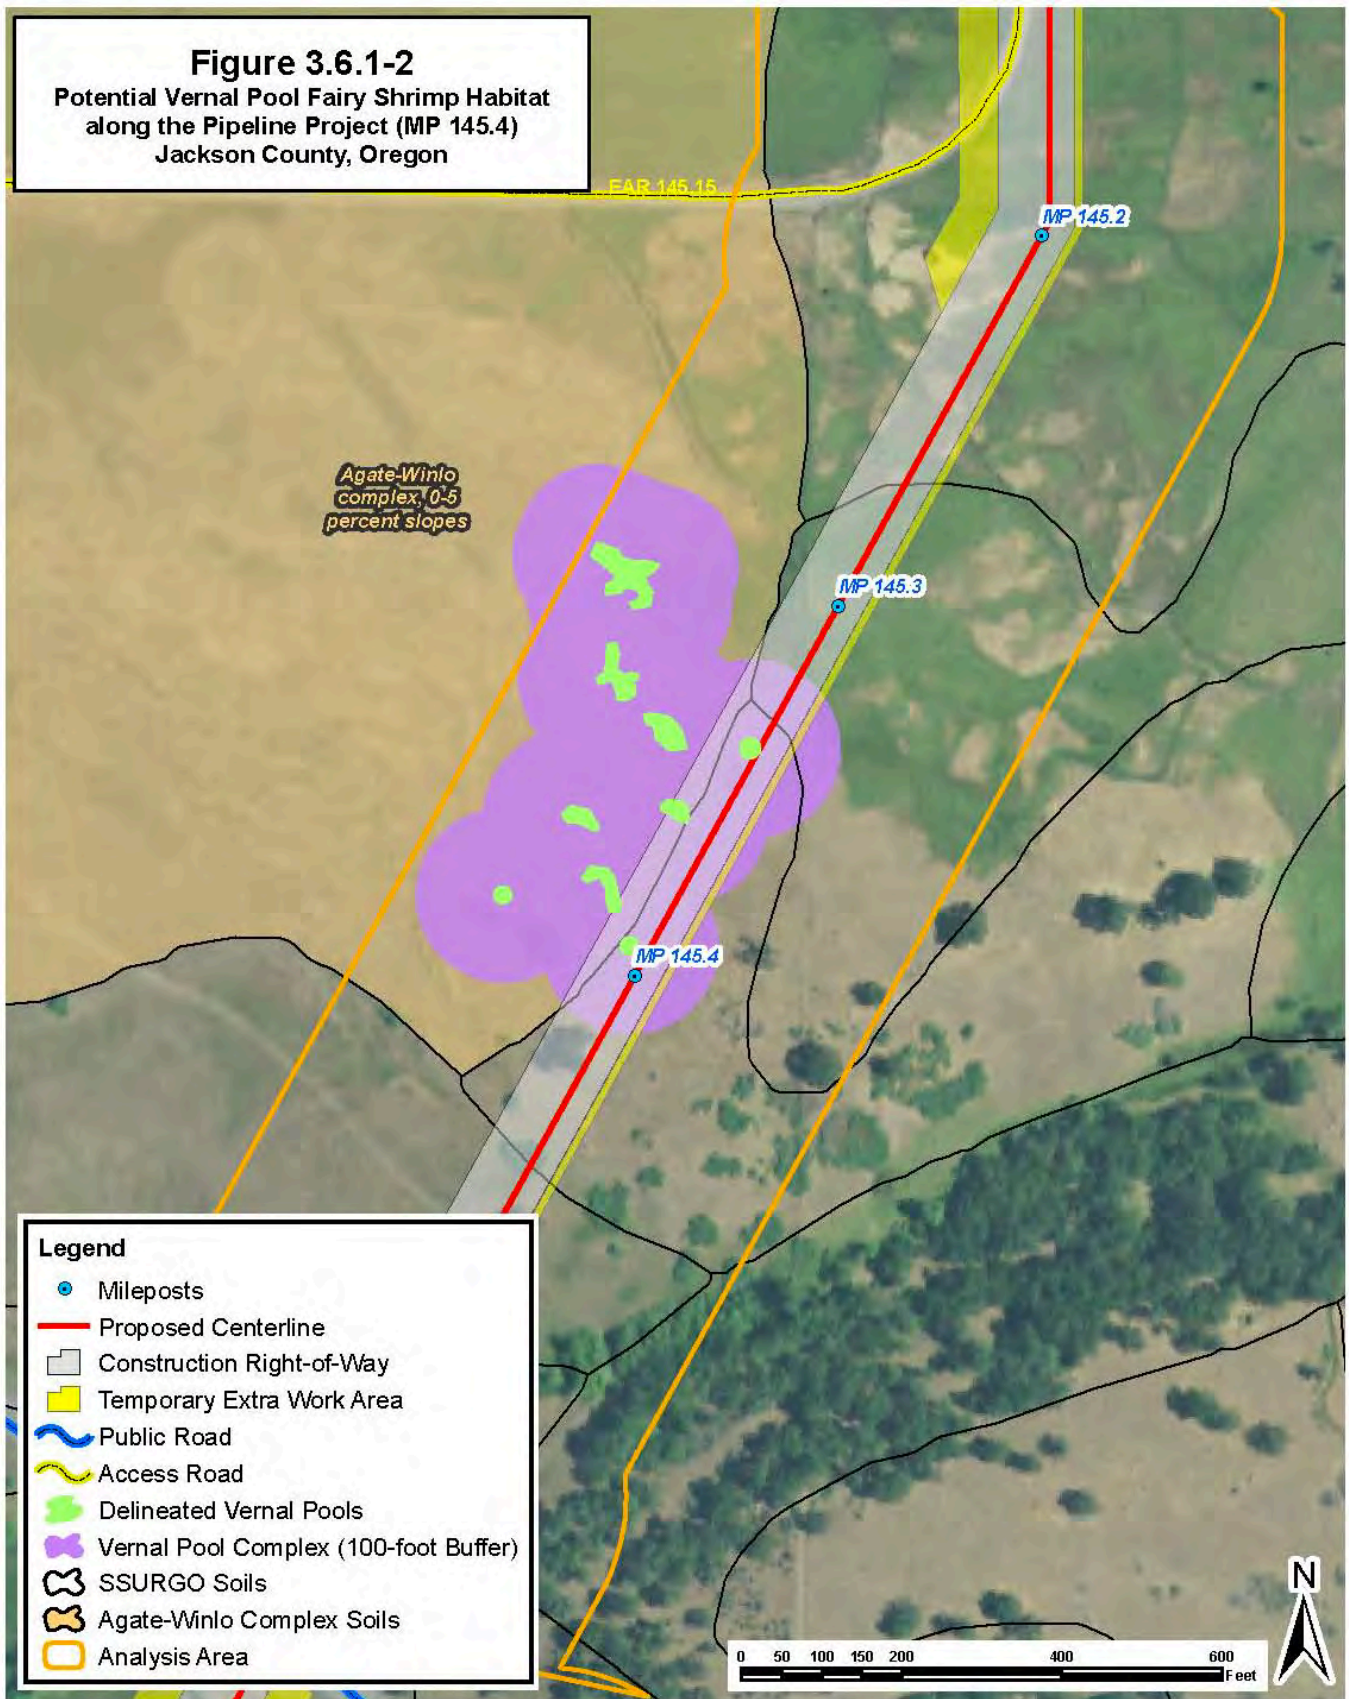 Figure 3.6.1-2
Potential Vernal Pool Fairy Shrimp Habitat
along the Pipeline Project (MP 145.4)
Jackson County, Oregon
EAR 145.15
MP 145.2
Agate-Winlo
complex, 0-5
percent slopes
MP 145.3
MP 145.4
Legend
Mileposts
Proposed Centerline
Construction Right-of-Way
Temporary Extra Work Area
Public Road
Access Road
Delineated Vernal Pools
Vernal Pool Complex (100-foot Buffer)
SSURGO Soils
Agate-Winlo Complex Soils
Analysis Area
N
0 50 100 150 200 400 600
Feet